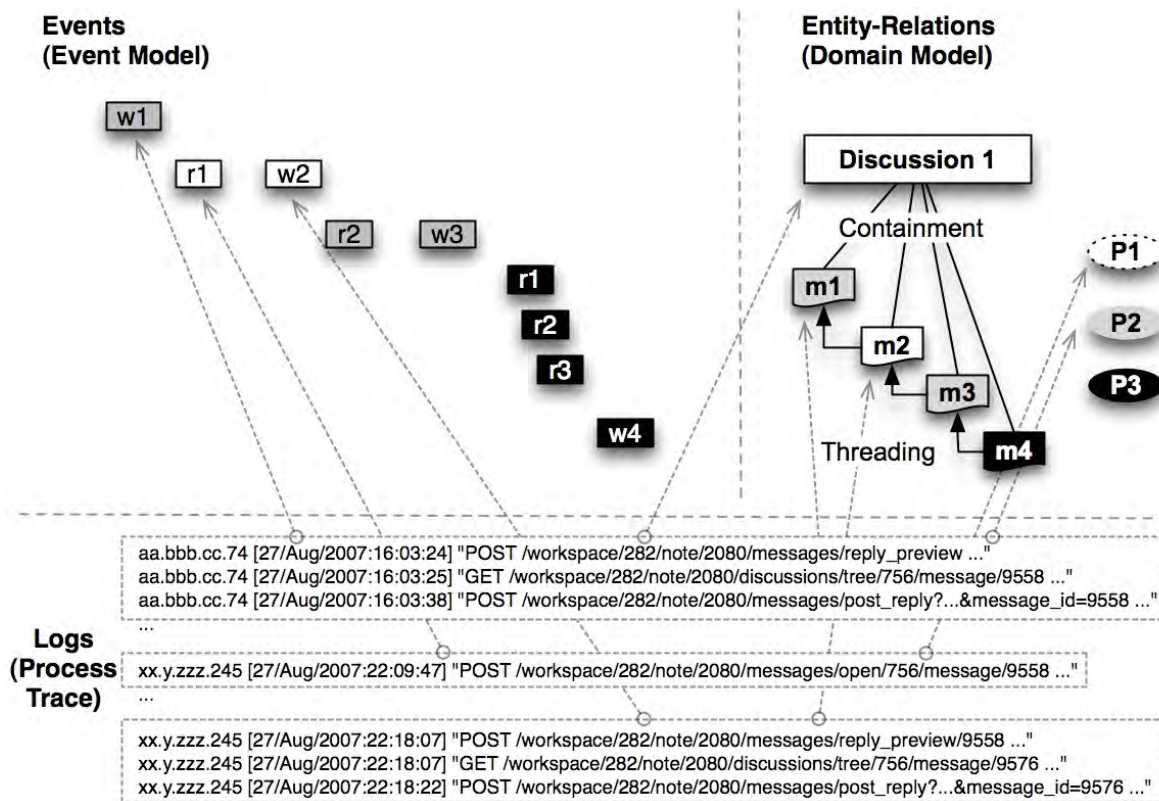 Events
(Event Model)
Entity-Relations
(Domain Model)
w1
r1
w2
r2
w3
r1
r2
r3
w4
Discussion 1
Containment
m1
m2
m3
m4
Threading
P1
P2
P3
Logs
(Process
Trace)
aa.bbb.cc.74 [27/Aug/2007:16:03:24] "POST /workspace/282/note/2080/messages/reply_preview ..."
aa.bbb.cc.74 [27/Aug/2007:16:03:25] "GET /workspace/282/note/2080/discussions/tree/756/message/9558 ..."
aa.bbb.cc.74 [27/Aug/2007:16:03:38] "POST /workspace/282/note/2080/messages/post_reply?...&message_id=9558 ..."
...
xx.y.zzz.245 [27/Aug/2007:22:09:47] "POST /workspace/282/note/2080/messages/open/756/message/9558 ..."
...
xx.y.zzz.245 [27/Aug/2007:22:18:07] "POST /workspace/282/note/2080/messages/reply_preview/9558 ..."
xx.y.zzz.245 [27/Aug/2007:22:18:07] "GET /workspace/282/note/2080/discussions/tree/756/message/9576 ..."
xx.y.zzz.245 [27/Aug/2007:22:18:22] "POST /workspace/282/note/2080/messages/post_reply?...&message_id=9576 ..."